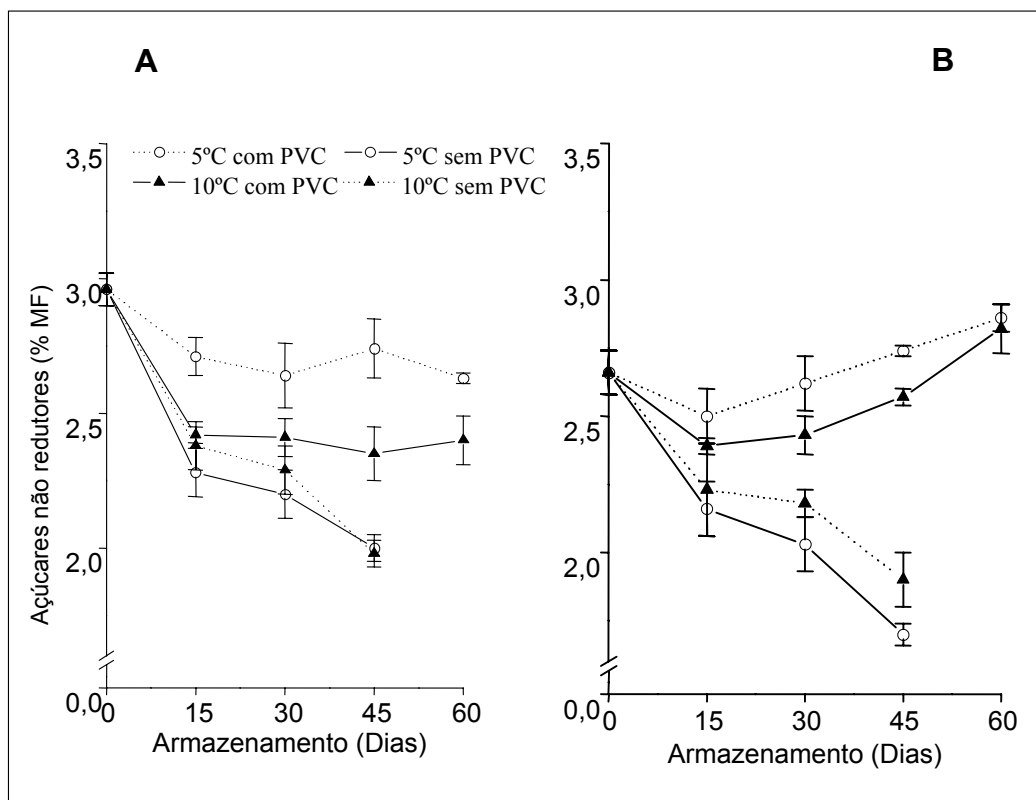 A
B
3,5
3,0
2,5
2,0
0,0
Açúcares não redutores (% MF)
5ºC com PVC
5ºC sem PVC
10ºC com PVC
10ºC sem PVC
0 15 30 45 60
Armazenamento (Dias)
3,5
3,0
2,5
2,0
0,0
0 15 30 45 60
Armazenamento (Dias)